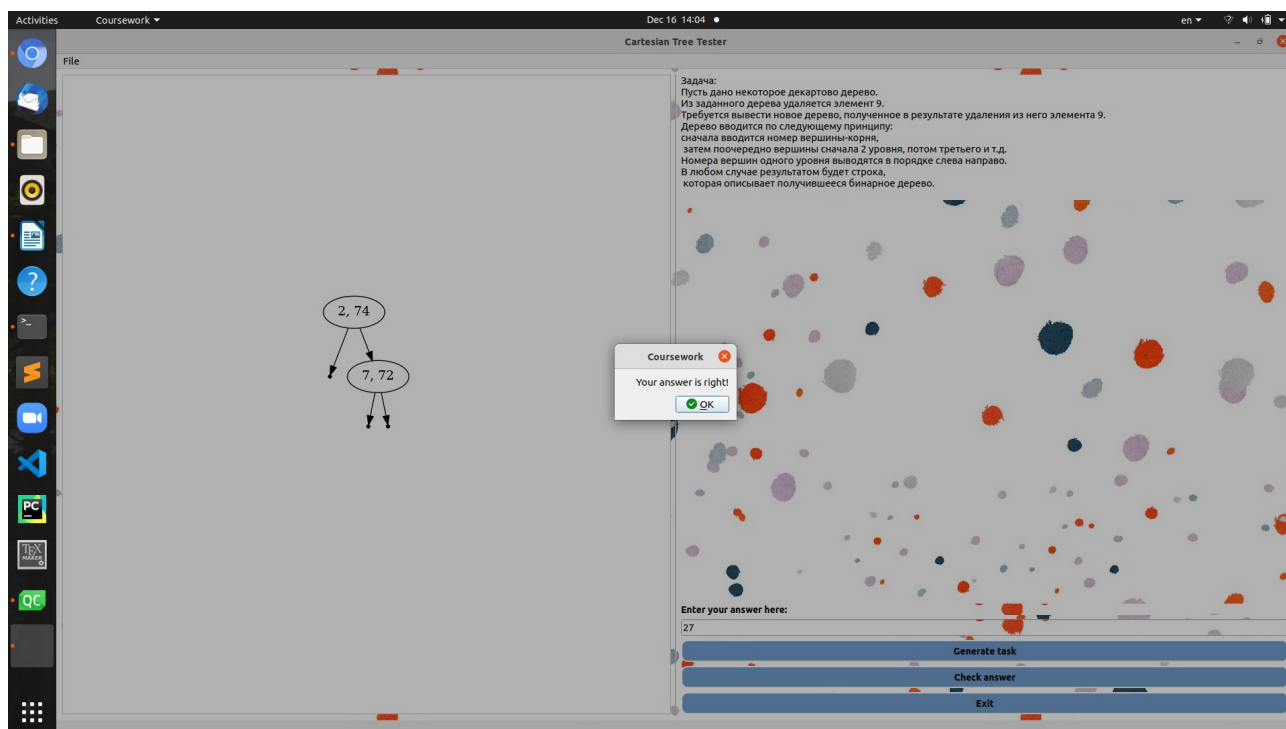 Activities
Coursework
Dec 16 14:04
en
Cartesian Tree Tester
File
Задача:
Пусть дано некоторое декартово дерево.
Из заданного дерева удаляется элемент 9.
Требуется вывести новое дерево, полученное в результате удаления из него элемента 9.
Дерево вводится по следующему принципу:
сначала вводится номер вершины-корня,
затем поочередно вершины сначала 2 уровня, потом третьего и т.д.
Номера вершин одного уровня выводятся в порядке слева направо.
В любом случае результатом будет строка,
которая описывает получившееся бинарное дерево.
2, 74
7, 72
Coursework
Your answer is right!
OK
PC
TEX
MAKER
QC
Enter your answer here:
27
Generate task
Check answer
Exit